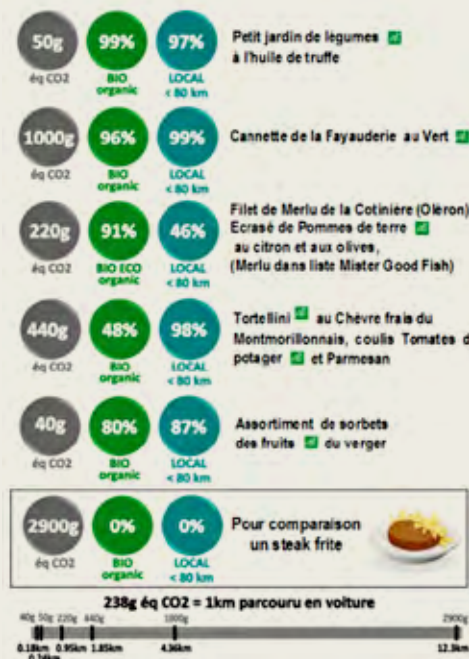 50g
éq CO2
99%
BIO
organic
97%
LOCAL
< 80 km
Petit jardin de légumes
à l'huile de truffe
1000g
éq CO2
96%
BIO
organic
99%
LOCAL
< 80 km
Cannette de la Fayauderie au Vert
220g
éq CO2
91%
BIO ECO
organic
46%
LOCAL
< 80 km
Filet de Merlu de la Cotinière (Oléron)
Ecrasé de Pommes de terre
au citron et aux olives,
(Merlu dans liste Mister Good Fish)
440g
éq CO2
48%
BIO
organic
98%
LOCAL
< 80 km
Tortellini au Chèvre frais du
Montmorillonnais, coulis Tomates d
potager et Parmesan
40g
éq CO2
80%
BIO
organic
87%
LOCAL
< 80 km
Assortiment de sorbets
des fruits du verger
2900g
éq CO2
0%
BIO
organic
0%
LOCAL
< 80 km
Pour comparaison
un steak frite
238g éq CO2 = 1km parcouru en voiture
40g 50g 220g 440g 1000g 2900g
0.18km 0.95km 1.85km 4.36km 12.3km